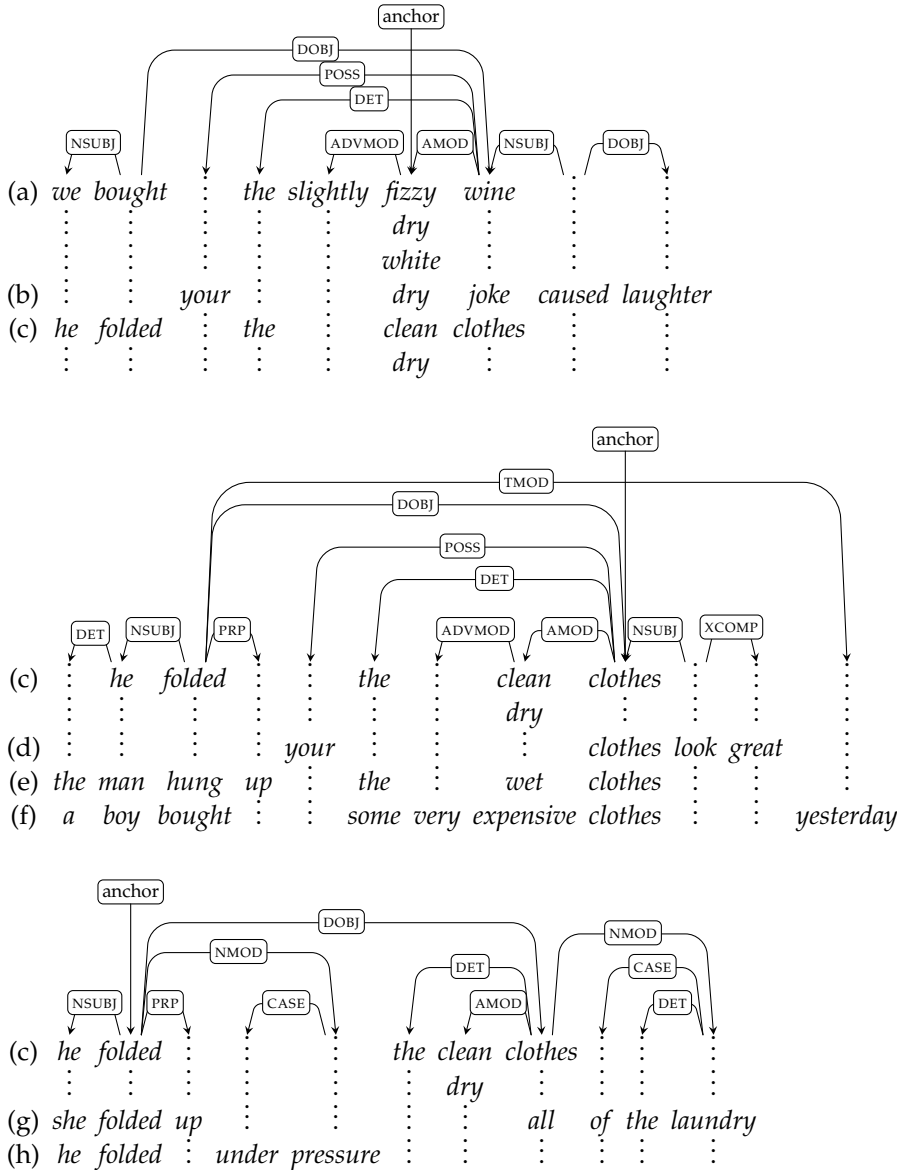 anchor
DOBJ
POSS
DET
NSUBJ ADVMOD AMOD NSUBJ DOBJ
(a) we bought the slightly fizzy wine
dry
white
(b) your dry joke caused laughter
(c) he folded the clean clothes
dry
anchor
TMOD
DOBJ
POSS
DET
DET NSUBJ PRP ADVMOD AMOD NSUBJ XCOMP
(c) he folded the clean clothes
dry
(d) your clothes look great
(e) the man hung up the wet clothes
(f) a boy bought some very expensive clothes yesterday
anchor
DOBJ
NMOD NMOD
DET CASE
NSUBJ PRP CASE AMOD DET
(c) he folded the clean clothes
dry
(g) she folded up all of the laundry
(h) he folded under pressure